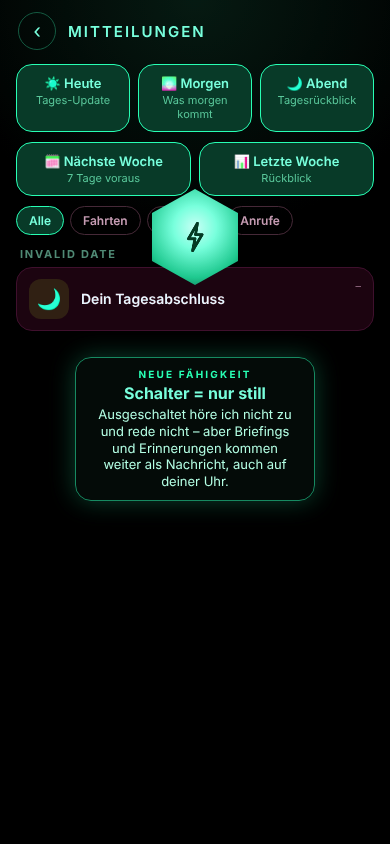 MITTEILUNGEN
☀️ Heute
Tages-Update
🌅 Morgen
Was morgen
kommt
🌙 Abend
Tagesrückblick
🗓️ Nächste Woche
7 Tage voraus
📊 Letzte Woche
Rückblick
Alle
Fahrten
Anrufe
INVALID DATE
Dein Tagesabschluss
–
NEUE FÄHIGKEIT
Schalter = nur still
Ausgeschaltet höre ich nicht zu
und rede nicht – aber Briefings
und Erinnerungen kommen
weiter als Nachricht, auch auf
deiner Uhr.